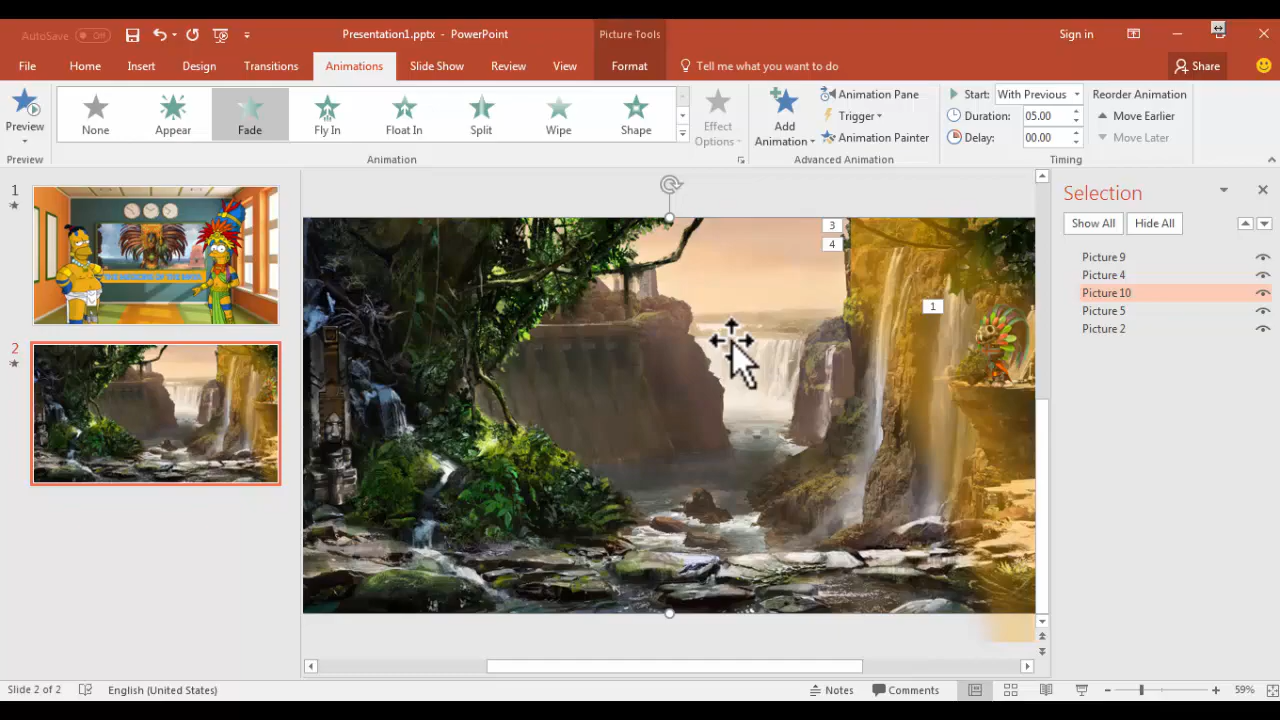 AutoSave Off Presentation1.pptx - PowerPoint Picture Tools Sign in
File Home Insert Design Transitions Animations Slide Show Review View Format Tell me what you want to do Share
Preview None Appear Fade Fly In Float In Split Wipe Shape Effect Options Add Animation
Animation Pane
Trigger
Animation Painter
Start: With Previous
Duration: 05.00
Delay: 00.00
Reorder Animation
Move Earlier
Move Later
Preview Animation Advanced Animation Timing
1
2
3
4
1
Selection
Show All Hide All
Picture 9
Picture 4
Picture 10
Picture 5
Picture 2
Slide 2 of 2 English (United States) Notes Comments 59%